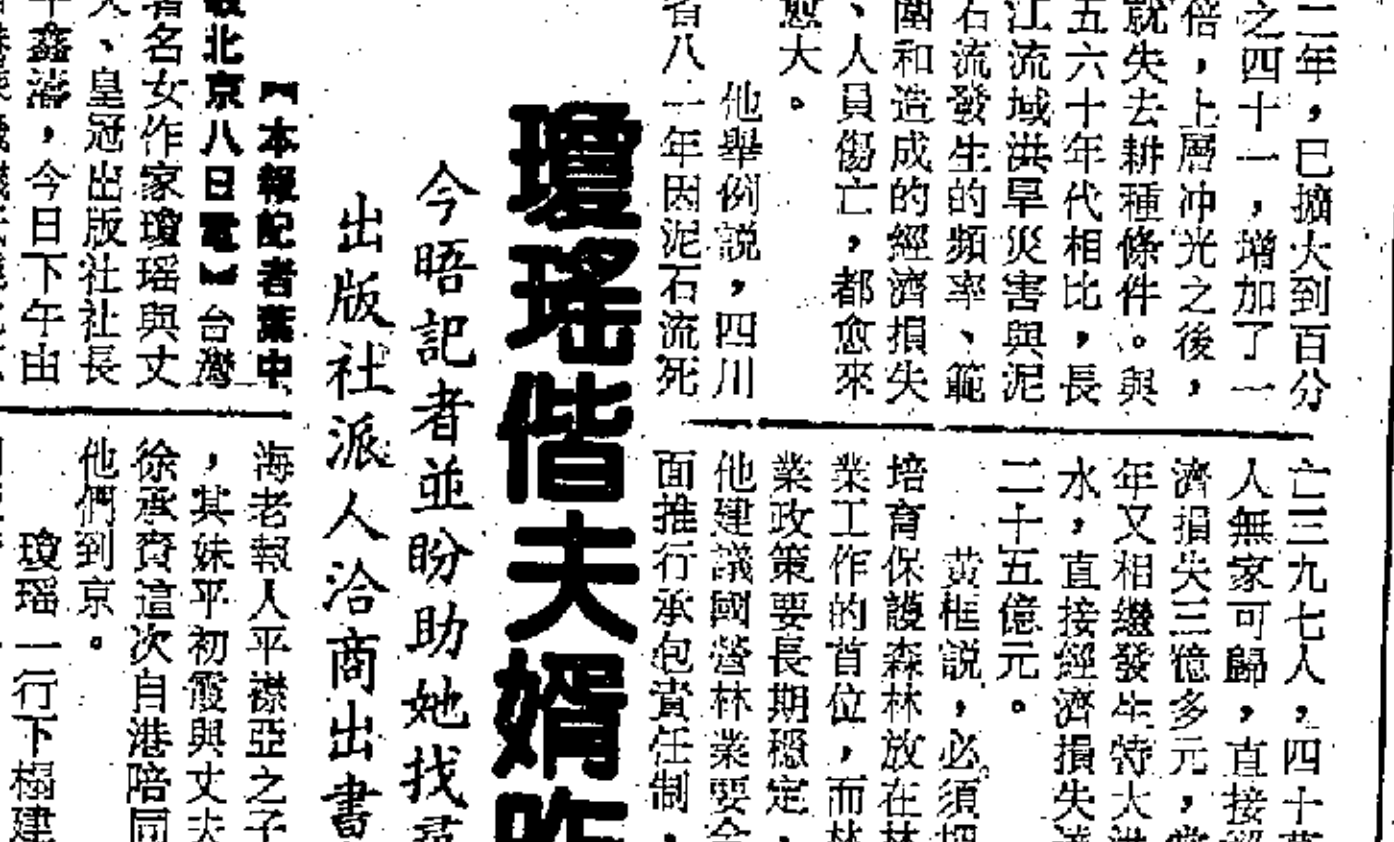 二年，已擴大到百分
之四十一，增加了一
倍，上層冲光之後，
就失去耕種條件。與
五六十年代相比，長
江流域洪旱災害與泥
石流發生的頻率、範
圍和造成的經濟損失
、人員傷亡，都愈來
愈大。
他舉例説，四川
省八一年因泥石流死
亡三九七人，四十萬
人無家可歸，直接經
濟損失三億多元，當
年又相繼發生特大洪
水，直接經濟損失達
二十五億元。
黄框説，必須把
培育保護森林放在林
業工作的首位，而林
業政策要長期穩定，
他建議國營林業要全
面推行承包責任制，
瓊瑤偕夫婿昨
今晤記者並盼助她找尋
出版社派人洽商出書
【本報記者葉中
敏北京八日電】台灣
著名女作家瓊瑶與丈
夫、皇冠出版社社長
平鑫濤，今日下午由
海老報人平襟亞之子
，其妹平初霞與丈夫
徐承資這次自港陪同
他們到京。
瓊瑶一行下榻建